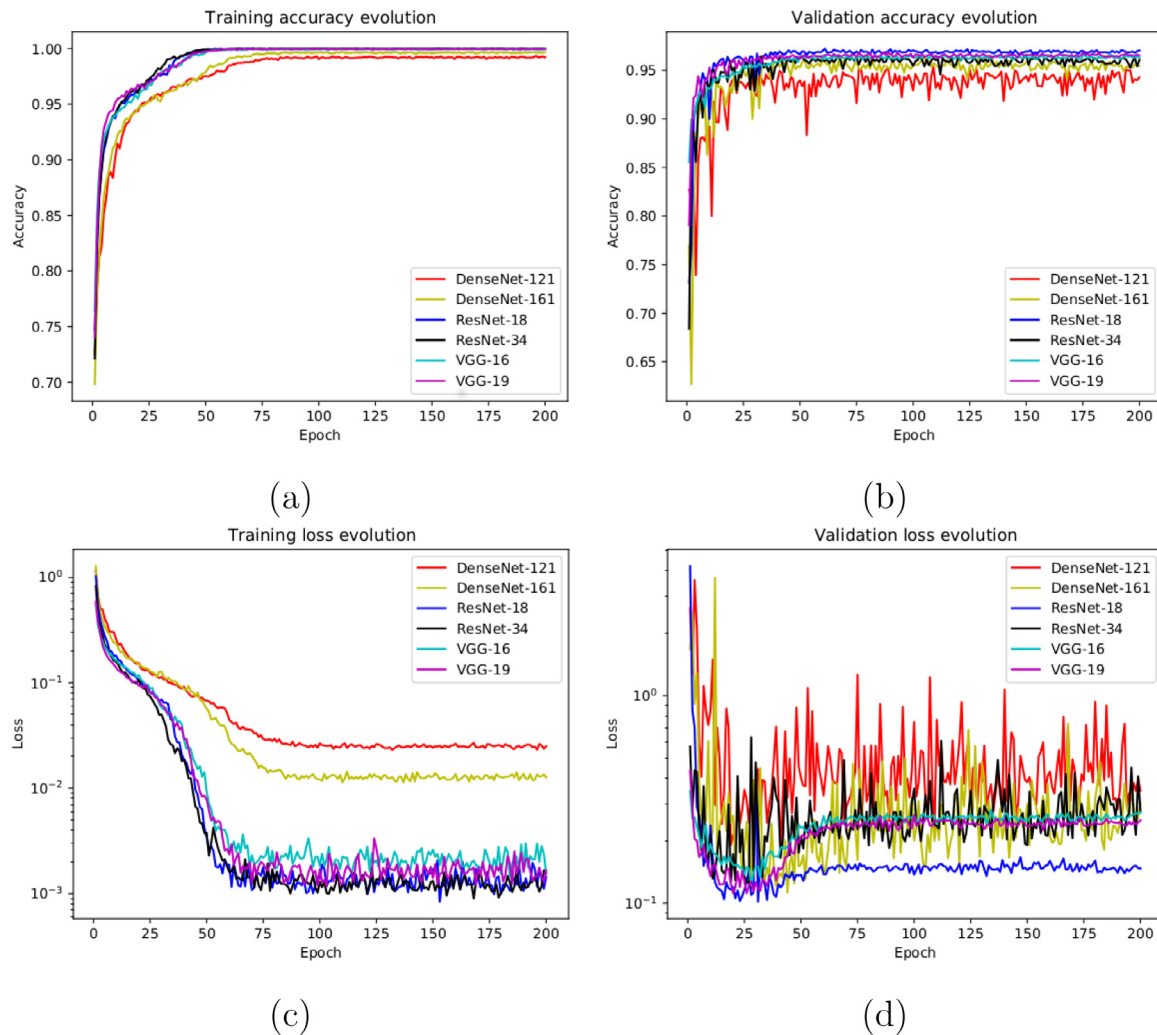 Training accuracy evolution
1.00
0.95
0.90
0.85
0.80
0.75
0.70
Accuracy
DenseNet-121
DenseNet-161
ResNet-18
ResNet-34
VGG-16
VGG-19
0 25 50 75 100 125 150 175 200
Epoch
(a)
Validation accuracy evolution
0.95
0.90
0.85
0.80
0.75
0.70
0.65
Accuracy
DenseNet-121
DenseNet-161
ResNet-18
ResNet-34
VGG-16
VGG-19
0 25 50 75 100 125 150 175 200
Epoch
(b)
Training loss evolution
10⁰
10⁻¹
10⁻²
10⁻³
Loss
DenseNet-121
DenseNet-161
ResNet-18
ResNet-34
VGG-16
VGG-19
0 25 50 75 100 125 150 175 200
Epoch
(c)
Validation loss evolution
10⁰
10⁻¹
Loss
DenseNet-121
DenseNet-161
ResNet-18
ResNet-34
VGG-16
VGG-19
0 25 50 75 100 125 150 175 200
Epoch
(d)